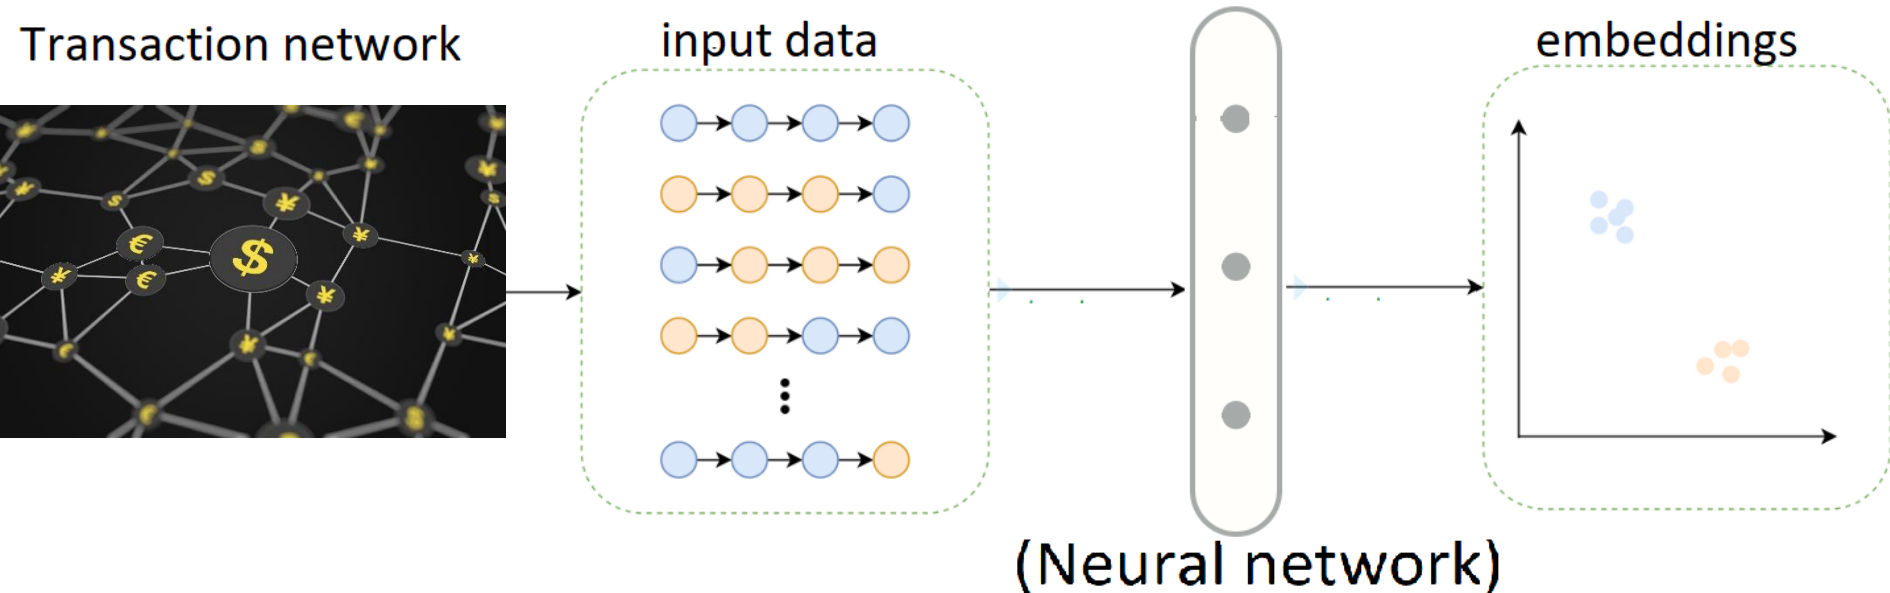 Transaction network
input data
embeddings
(Neural network)